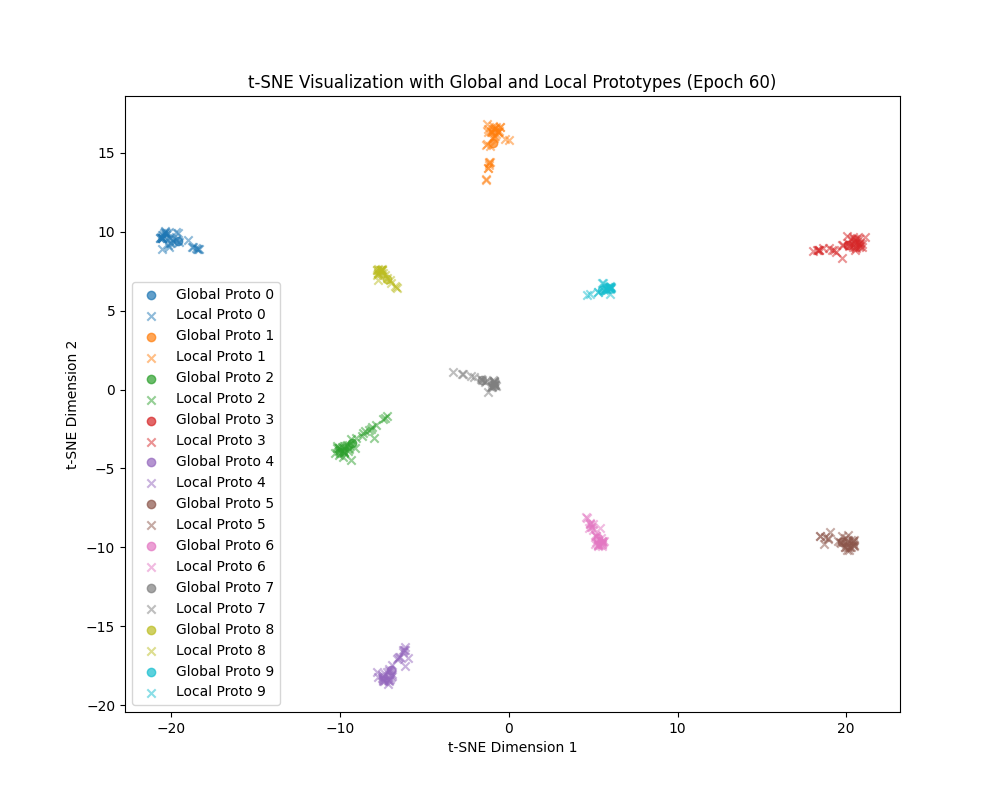 t-SNE Visualization with Global and Local Prototypes (Epoch 60)
15
10
5
0
−5
−10
−15
−20
t-SNE Dimension 2
Global Proto 0
Local Proto 0
Global Proto 1
Local Proto 1
Global Proto 2
Local Proto 2
Global Proto 3
Local Proto 3
Global Proto 4
Local Proto 4
Global Proto 5
Local Proto 5
Global Proto 6
Local Proto 6
Global Proto 7
Local Proto 7
Global Proto 8
Local Proto 8
Global Proto 9
Local Proto 9
−20 −10 0 10 20
t-SNE Dimension 1